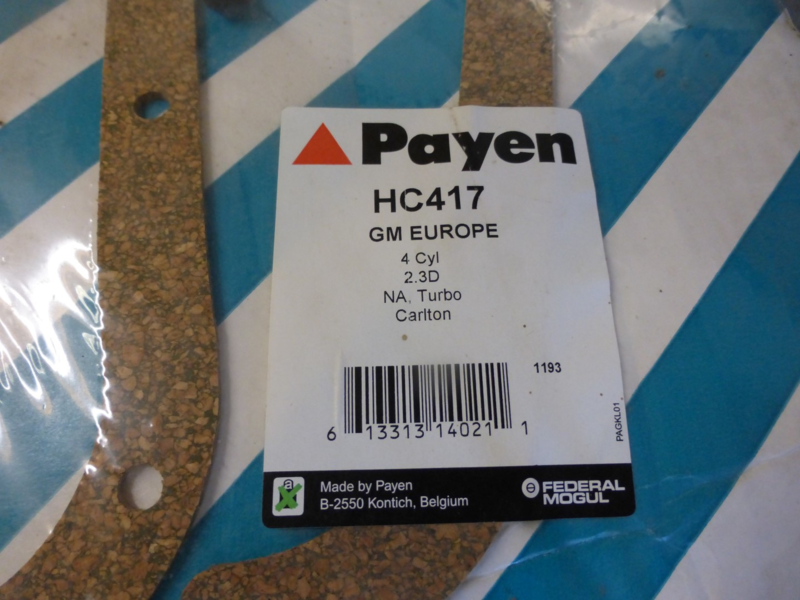 Payen
HC417
GM EUROPE
4 Cyl
2.3D
NA, Turbo
Carlton
1193
6 13313 14021 1
PAGKL01
a
Made by Payen
B-2550 Kontich, Belgium
FEDERAL
MOGUL